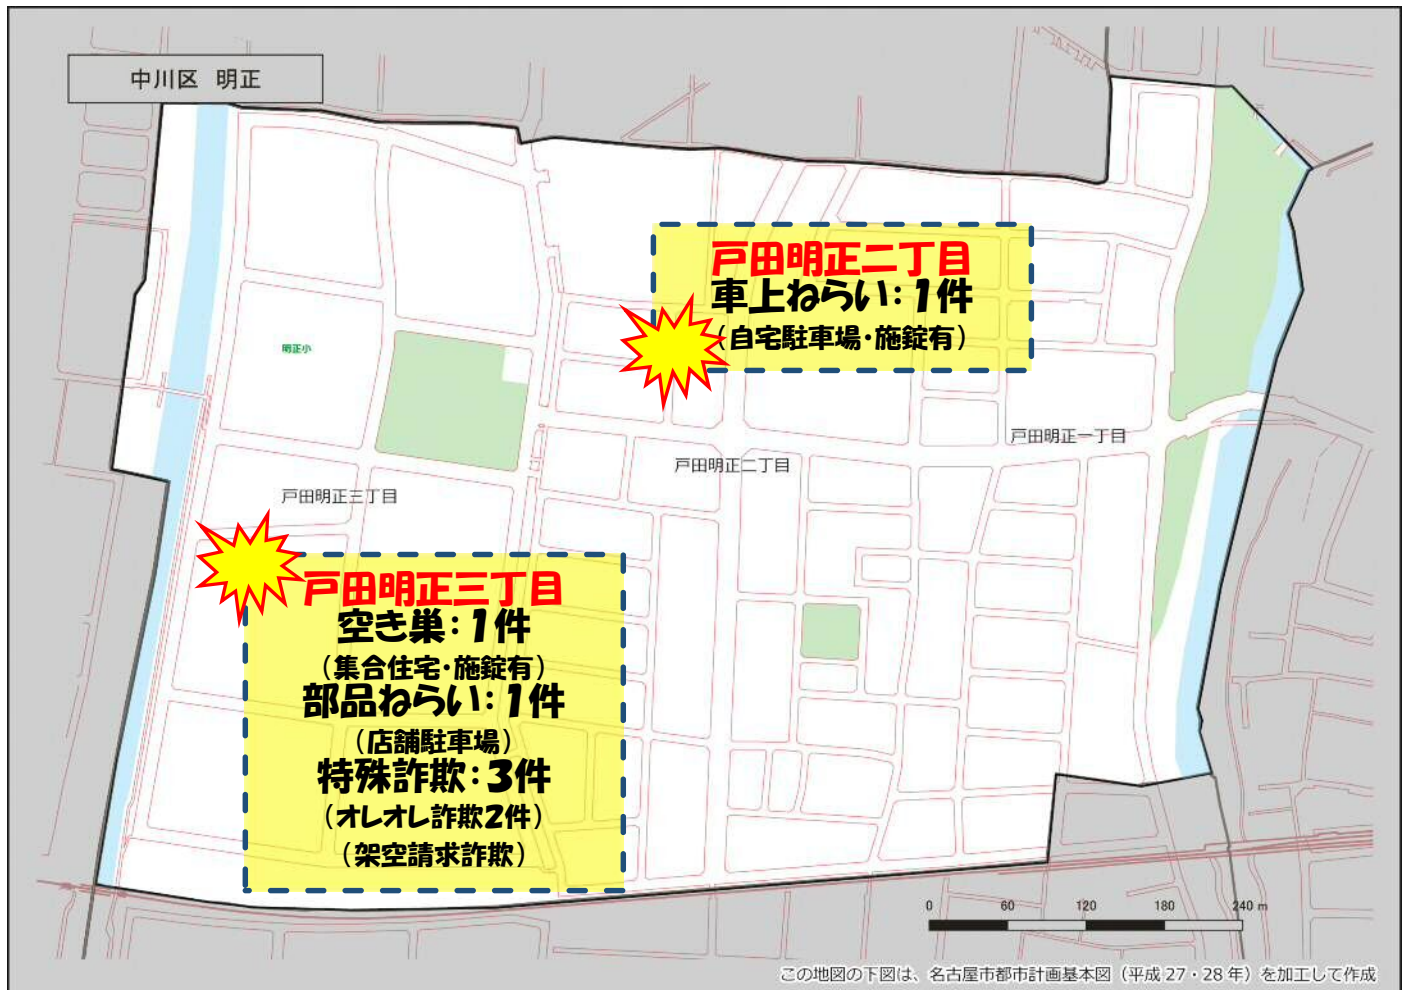 中川区 明正
戸田明正二丁目
車上ねらい：1件
（自宅駐車場・施錠有）
明正小
戸田明正一丁目
戸田明正二丁目
戸田明正三丁目
戸田明正三丁目
空き巣：1件
（集合住宅・施錠有）
部品ねらい：1件
（店舗駐車場）
特殊詐欺：3件
（オレオレ詐欺2件）
（架空請求詐欺）
0 60 120 180 240 m
この地図の下図は、名古屋市都市計画基本図（平成 27・28 年）を加工して作成